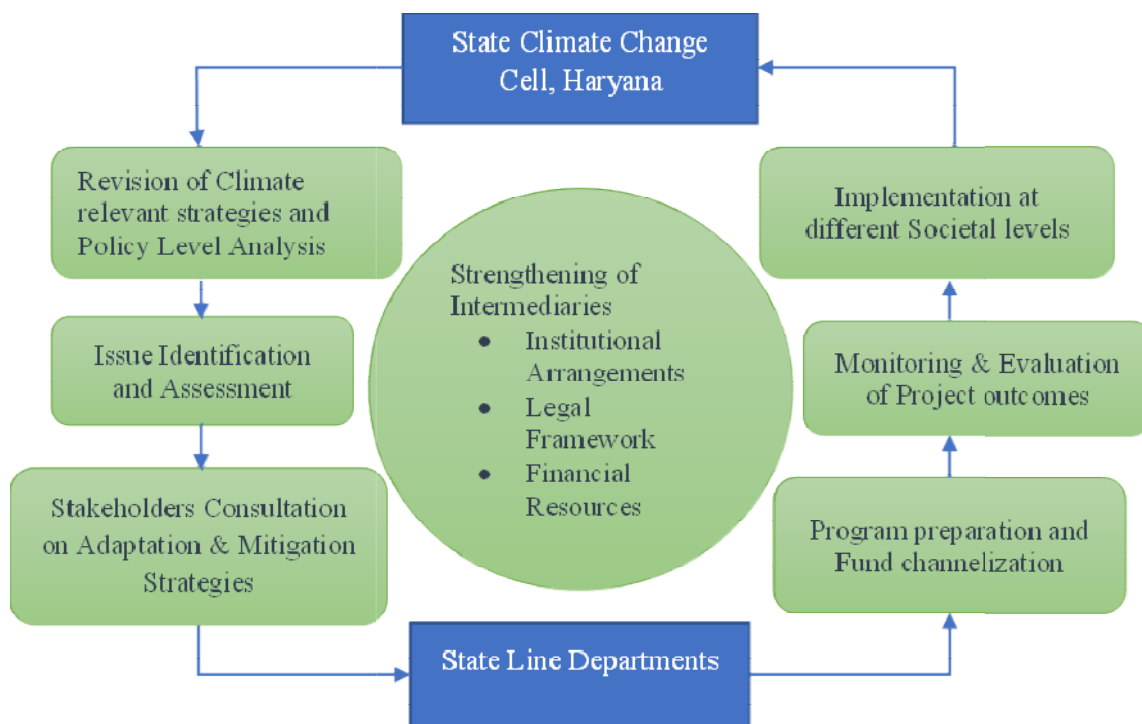 State Climate Change
Cell, Haryana
Revision of Climate
relevant strategies and
Policy Level Analysis
Issue Identification
and Assessment
Stakeholders Consultation
on Adaptation & Mitigation
Strategies
State Line Departments
Program preparation and
Fund channelization
Monitoring & Evaluation
of Project outcomes
Implementation at
different Societal levels
Strengthening of
Intermediaries
● Institutional
Arrangements
● Legal
Framework
● Financial
Resources